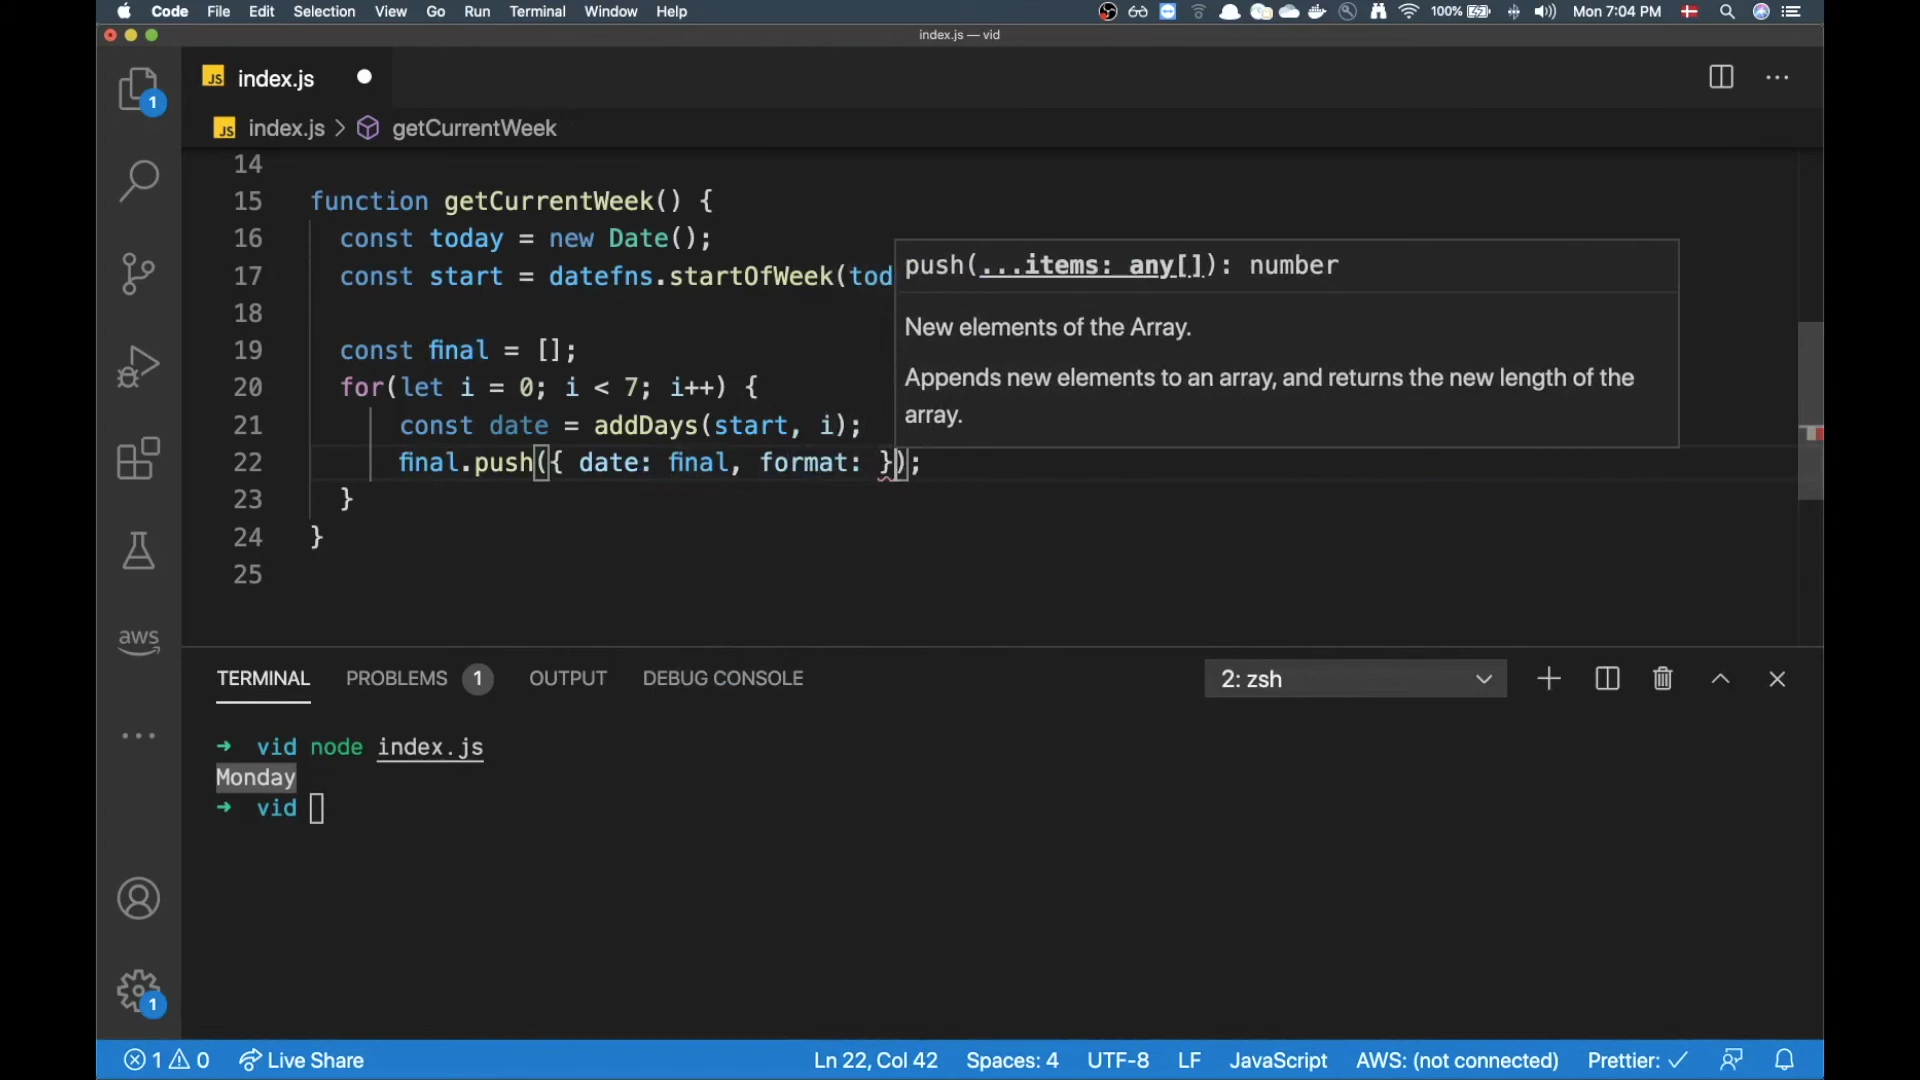 Code File Edit Selection View Go Run Terminal Window Help 100% Mon 7:04 PM
index.js — vid
JS index.js
JS index.js > getCurrentWeek
14
15 function getCurrentWeek() {
16 const today = new Date();
17 const start = datefns.startOfWeek(tod
18
19 const final = [];
20 for(let i = 0; i < 7; i++) {
21 const date = addDays(start, i);
22 final.push({ date: final, format: });
23 }
24 }
25
push(...items: any[]): number
New elements of the Array.
Appends new elements to an array, and returns the new length of the
array.
1
aws
1
TERMINAL PROBLEMS 1 OUTPUT DEBUG CONSOLE 2: zsh
➜ vid node index.js
Monday
➜ vid
1 0 Live Share Ln 22, Col 42 Spaces: 4 UTF-8 LF JavaScript AWS: (not connected) Prettier: ✓